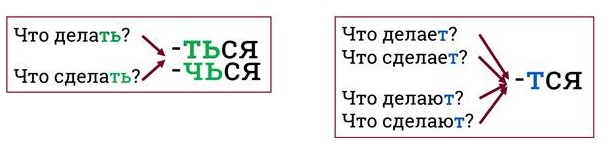 Что делать?
Что сделать?
-ться
-чься
Что делает?
Что сделает?
Что делают?
Что сделают?
-тся